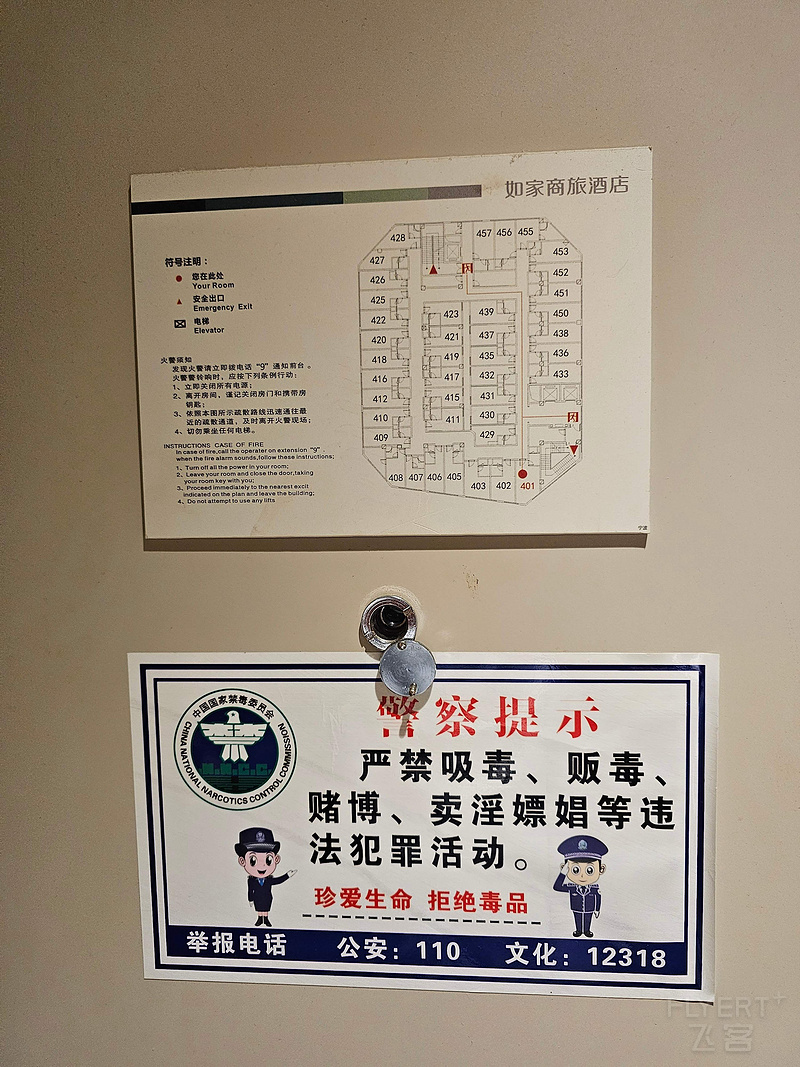 如家商旅酒店
符号注明：
您在此处
Your Room
安全出口
Emergency Exit
电梯
Elevator
火警须知
发现火警请立即拨电话“9”通知前台。
火警警铃响时，应按下列条例行动：
1、立即关闭所有电源；
2、离开房间，谨记关闭房门和携带房
钥匙；
3、依照本图所示疏散路线迅速通往最
近的疏散通道，及时离开火警现场；
4、切勿乘坐任何电梯。
INSTRUCTIONS CASE OF FIRE
In case of fire,call the operater on extension "9"
when the fire alarm sounds,follow these instructions;
1、Turn off all the power in your room;
2、Leave your room and close the door,taking
your room key with you;
3、Proceed immediately to the nearest excit
indicated on the plan and leave the building;
4、Do not attempt to use any lifts
428 457 456 455
427 453
426 452
425 451
422 423 439 450
420 421 437 438
418 419 435 436
416 417 432 433
412 415 431
410 411 430
409 429
408 407 406 405 403 402 401
宁波
中国国家禁毒委员会
N.N.C.C
CHINA NATIONAL NARCOTICS CONTROL COMMISSION
警察提示
严禁吸毒、贩毒、
赌博、卖淫嫖娼等违
法犯罪活动。
珍爱生命 拒绝毒品
举报电话 公安：110 文化：12318
FLYERT+
飞客